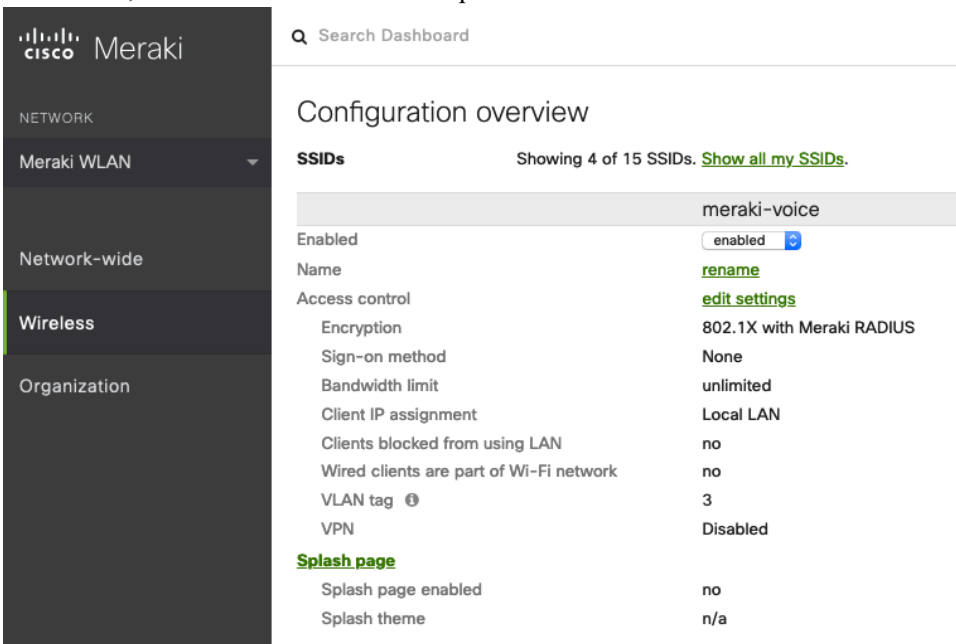 cisco Meraki
Search Dashboard
NETWORK
Configuration overview
Meraki WLAN
SSIDs Showing 4 of 15 SSIDs. Show all my SSIDs.
meraki-voice
Enabled enabled
Network-wide
Name rename
Access control edit settings
Wireless
Encryption 802.1X with Meraki RADIUS
Sign-on method None
Organization
Bandwidth limit unlimited
Client IP assignment Local LAN
Clients blocked from using LAN no
Wired clients are part of Wi-Fi network no
VLAN tag 3
VPN Disabled
Splash page
Splash page enabled no
Splash theme n/a